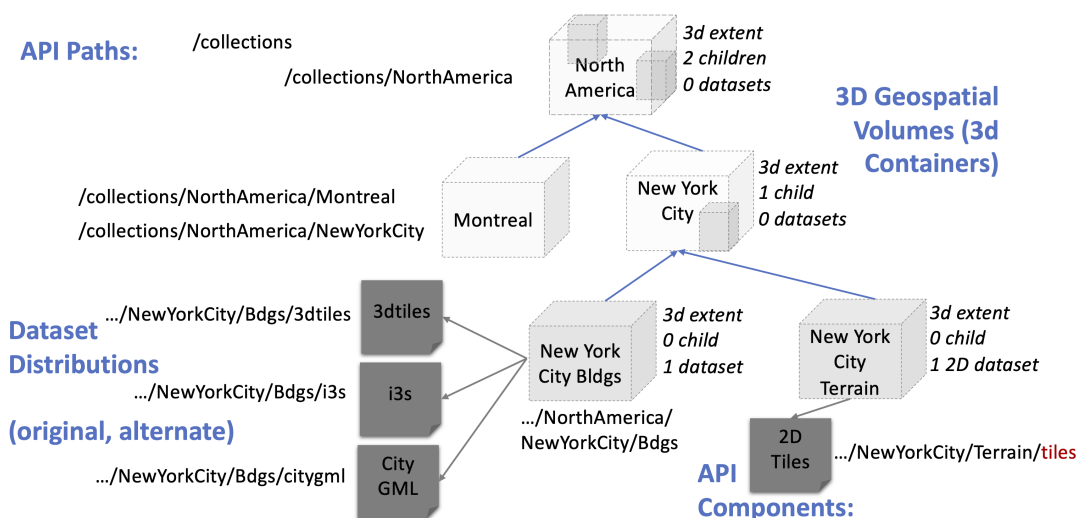 API Paths:
/collections
/collections/NorthAmerica
North
America
3d extent
2 children
0 datasets
3D Geospatial
Volumes (3d
Containers)
/collections/NorthAmerica/Montreal
/collections/NorthAmerica/NewYorkCity
Montreal
New York
City
3d extent
1 child
0 datasets
Dataset
Distributions
(original, alternate)
.../NewYorkCity/Bdgs/3dtiles
3dtiles
.../NewYorkCity/Bdgs/i3s
i3s
.../NewYorkCity/Bdgs/citygml
City
GML
New York
City Bldgs
3d extent
0 child
1 dataset
.../NorthAmerica/
NewYorkCity/Bdgs
New York
City
Terrain
3d extent
0 child
1 2D dataset
2D
Tiles
.../NewYorkCity/Terrain/tiles
API
Components: